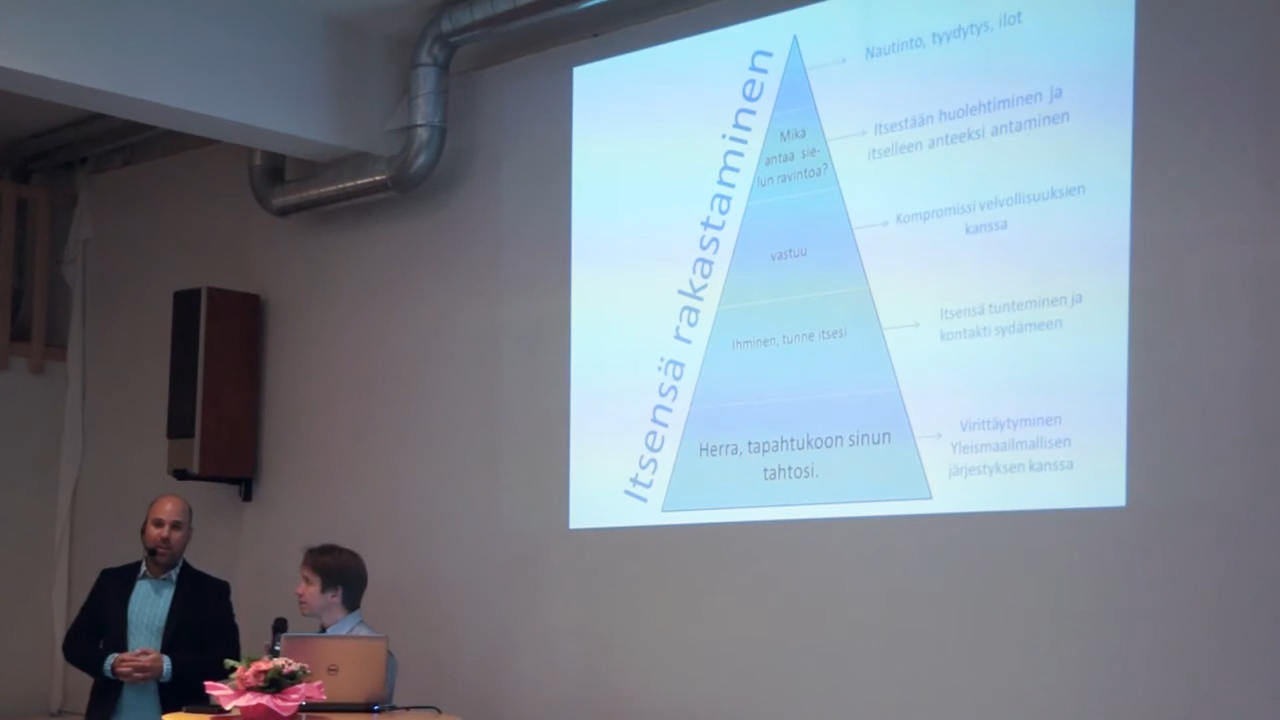 Itsensä rakastaminen
Nautinto, tyydytys, ilot
Mikä
antaa sie-
lun ravintoa?
Itsestään huolehtiminen ja
itselleen anteeksi antaminen
vastuu
Kompromissi velvollisuuksien
kanssa
Ihminen, tunne itsesi
Itsensä tunteminen ja
kontakti sydämeen
Herra, tapahtukoon sinun
tahtosi.
Virittäytyminen
Yleismaailmallisen
järjestyksen kanssa
DELL